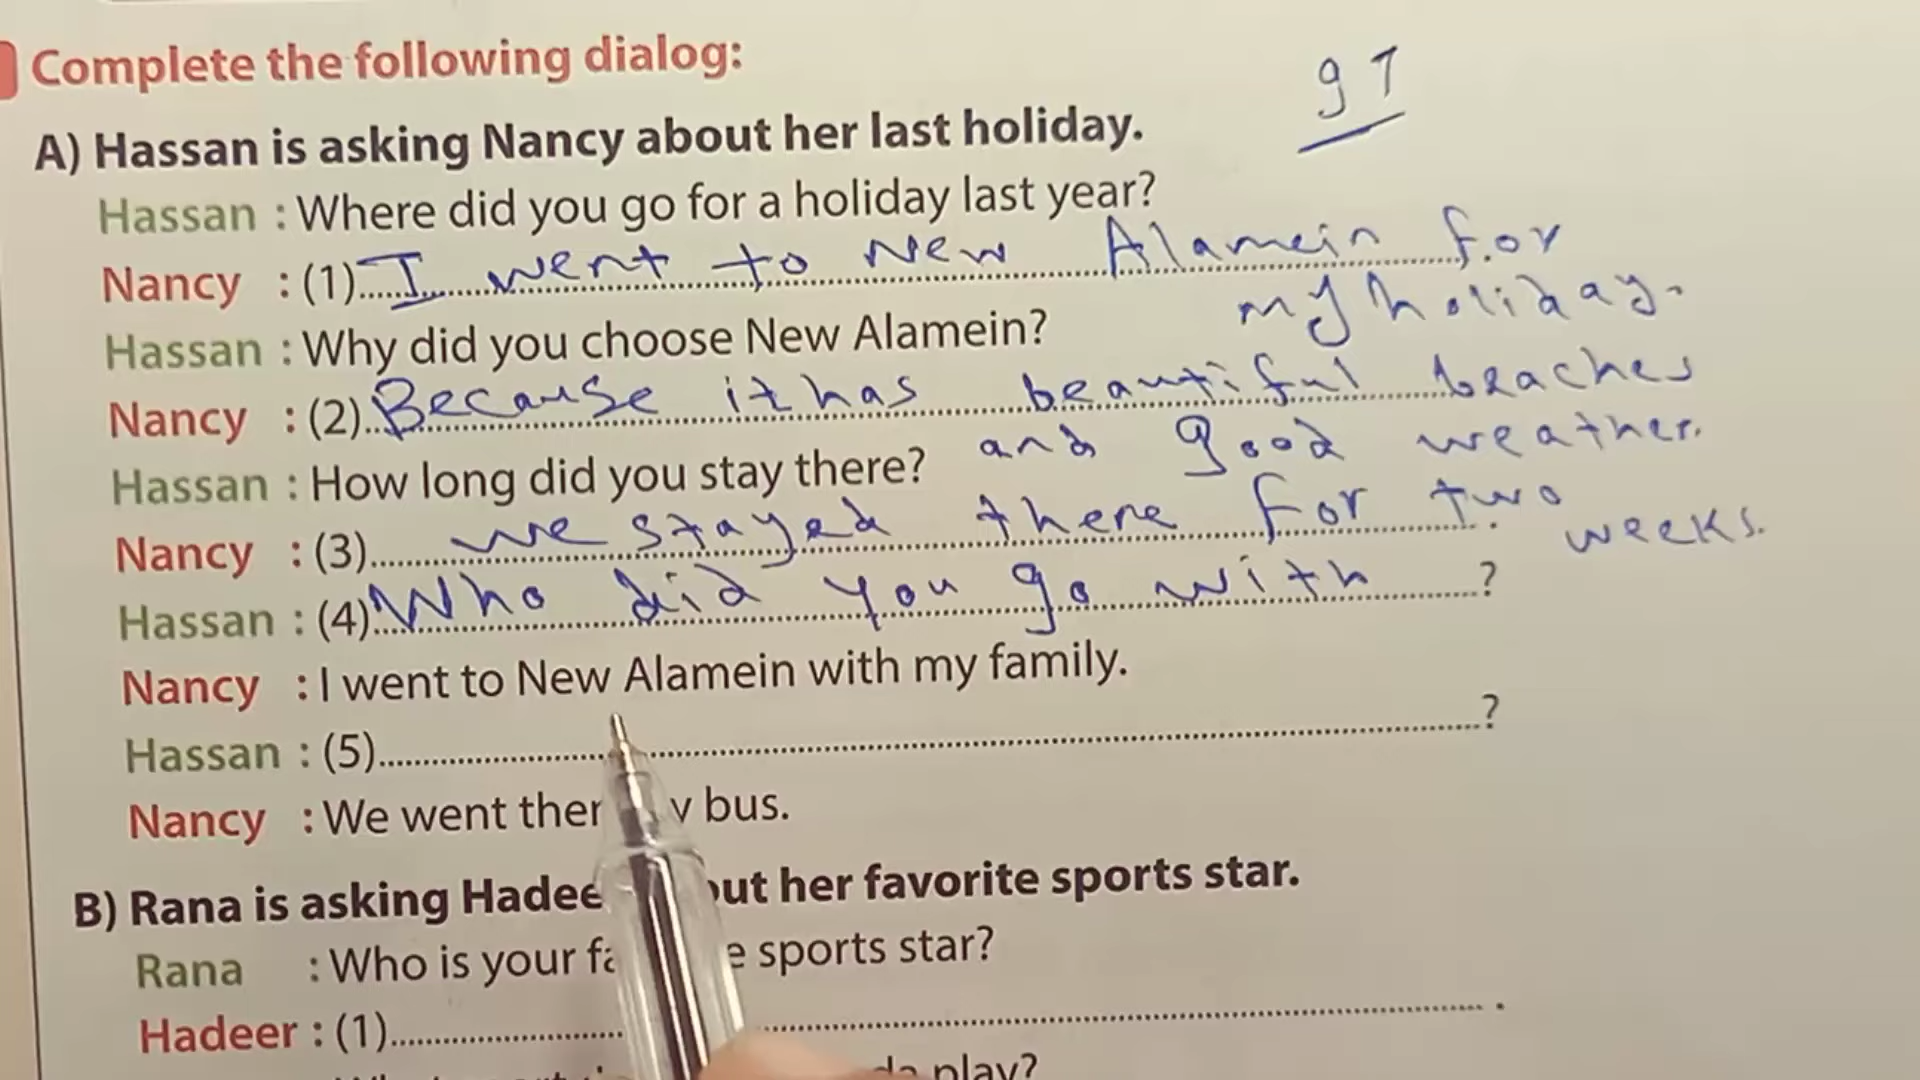 Complete the following dialog:
97
A) Hassan is asking Nancy about her last holiday.
Hassan : Where did you go for a holiday last year?
Nancy : (1) I went to New Alamein for
my holiday.
Hassan : Why did you choose New Alamein?
Nancy : (2) Because it has beautiful beaches
and good weather.
Hassan : How long did you stay there?
Nancy : (3) We stayed there for two
weeks.
Hassan : (4) Who did you go with ?
Nancy : I went to New Alamein with my family.
Hassan : (5) ?
Nancy : We went bus.
B) Rana is asking her favorite sports star.
Rana : Who is your sports star?
Hadeer : (1) .
play?